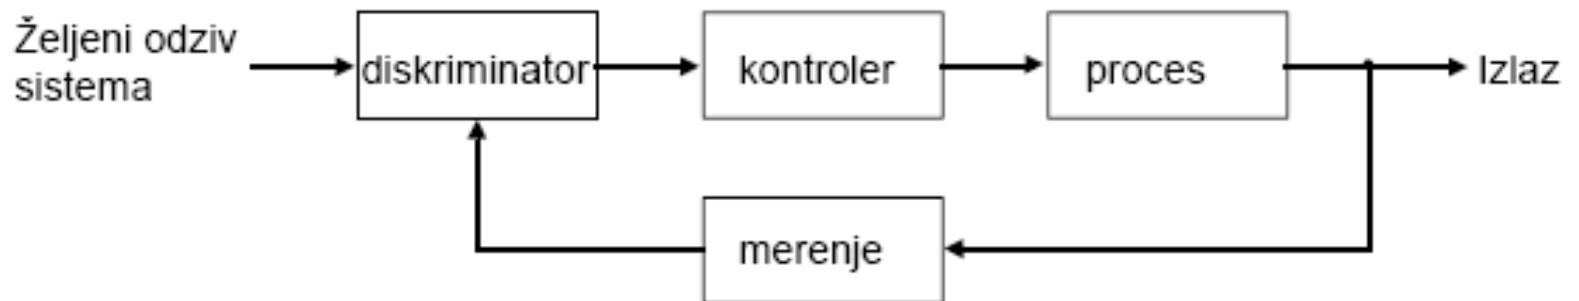 Željeni odziv
sistema
diskriminator
kontroler
proces
Izlaz
merenje